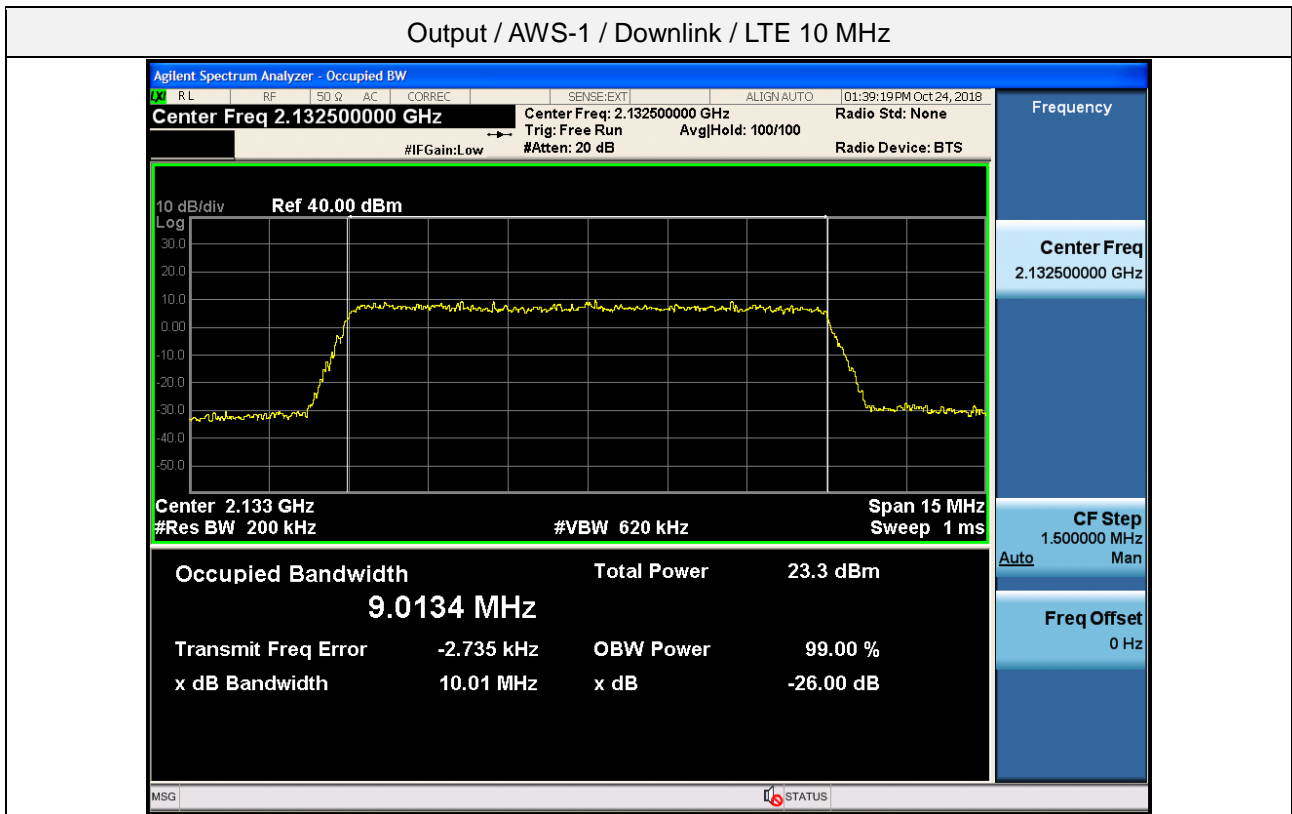 Output / AWS-1 / Downlink / LTE 10 MHz
Agilent Spectrum Analyzer - Occupied BW
LXI RL RF 50 Ω AC CORREC SENSE:EXT ALIGN AUTO 01:39:19 PM Oct 24, 2018
Center Freq 2.132500000 GHz
Center Freq: 2.132500000 GHz
Radio Std: None
Trig: Free Run Avg|Hold: 100/100
#IFGain:Low
#Atten: 20 dB
Radio Device: BTS
10 dB/div Ref 40.00 dBm
Log
30.0
20.0
10.0
0.00
-10.0
-20.0
-30.0
-40.0
-50.0
Center 2.133 GHz Span 15 MHz
#Res BW 200 kHz #VBW 620 kHz Sweep 1 ms
Occupied Bandwidth Total Power 23.3 dBm
9.0134 MHz
Transmit Freq Error -2.735 kHz OBW Power 99.00 %
x dB Bandwidth 10.01 MHz x dB -26.00 dB
MSG STATUS
Frequency
Center Freq
2.132500000 GHz
CF Step
1.500000 MHz
Auto Man
Freq Offset
0 Hz